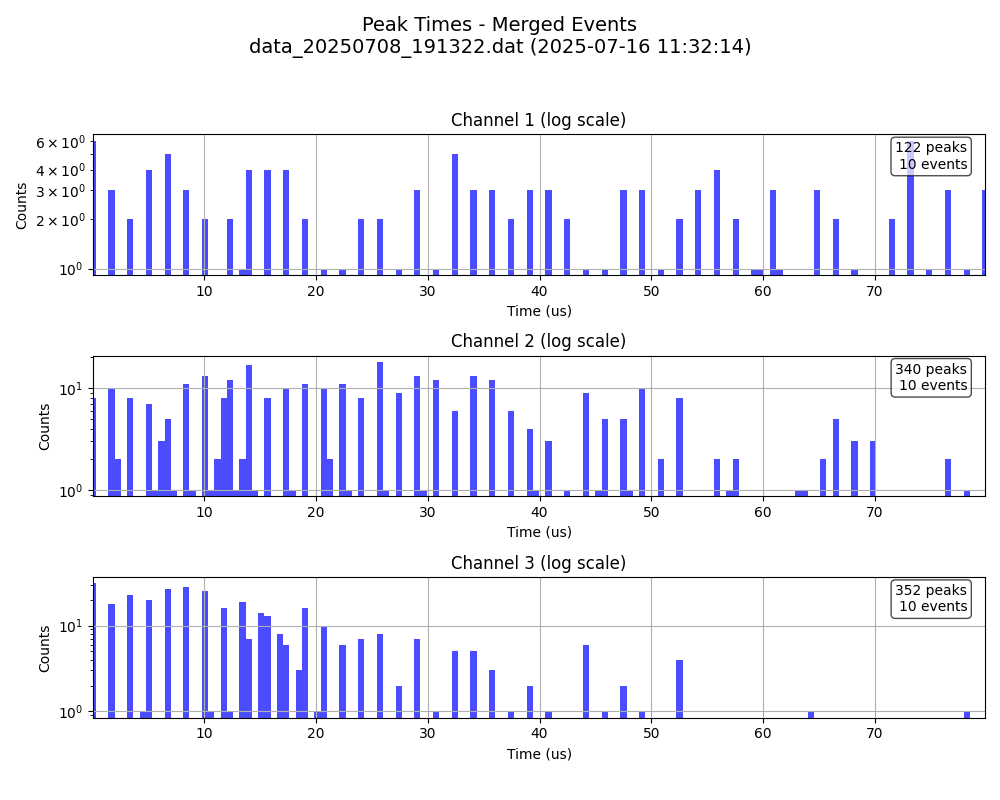 Peak Times - Merged Events
data_20250708_191322.dat (2025-07-16 11:32:14)
Channel 1 (log scale)
6 × 10⁰
4 × 10⁰
3 × 10⁰
2 × 10⁰
10⁰
Counts
122 peaks
10 events
10 20 30 40 50 60 70
Time (us)
Channel 2 (log scale)
10¹
10⁰
Counts
340 peaks
10 events
10 20 30 40 50 60 70
Time (us)
Channel 3 (log scale)
10¹
10⁰
Counts
352 peaks
10 events
10 20 30 40 50 60 70
Time (us)